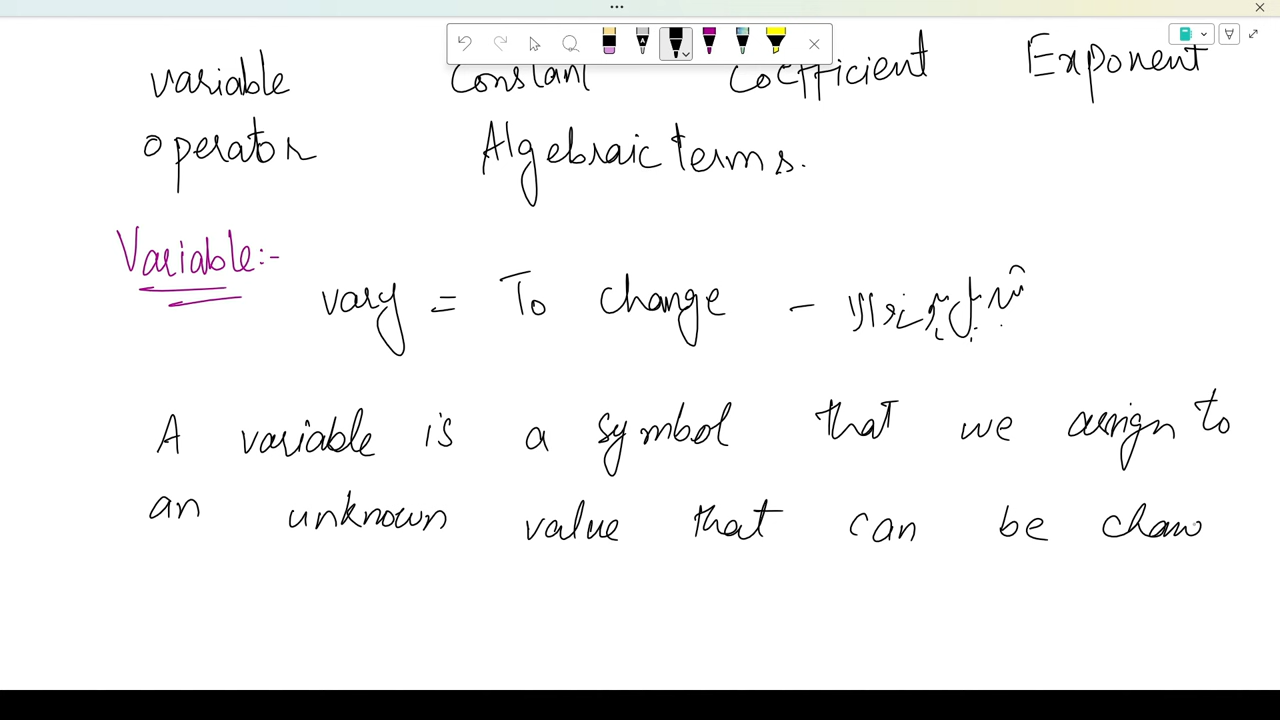 variable Constant Coefficient Exponent
operator Algebraic terms.
Variable:-
vary = To change -
A variable is a symbol that we assign to
an unknown value that can be chan